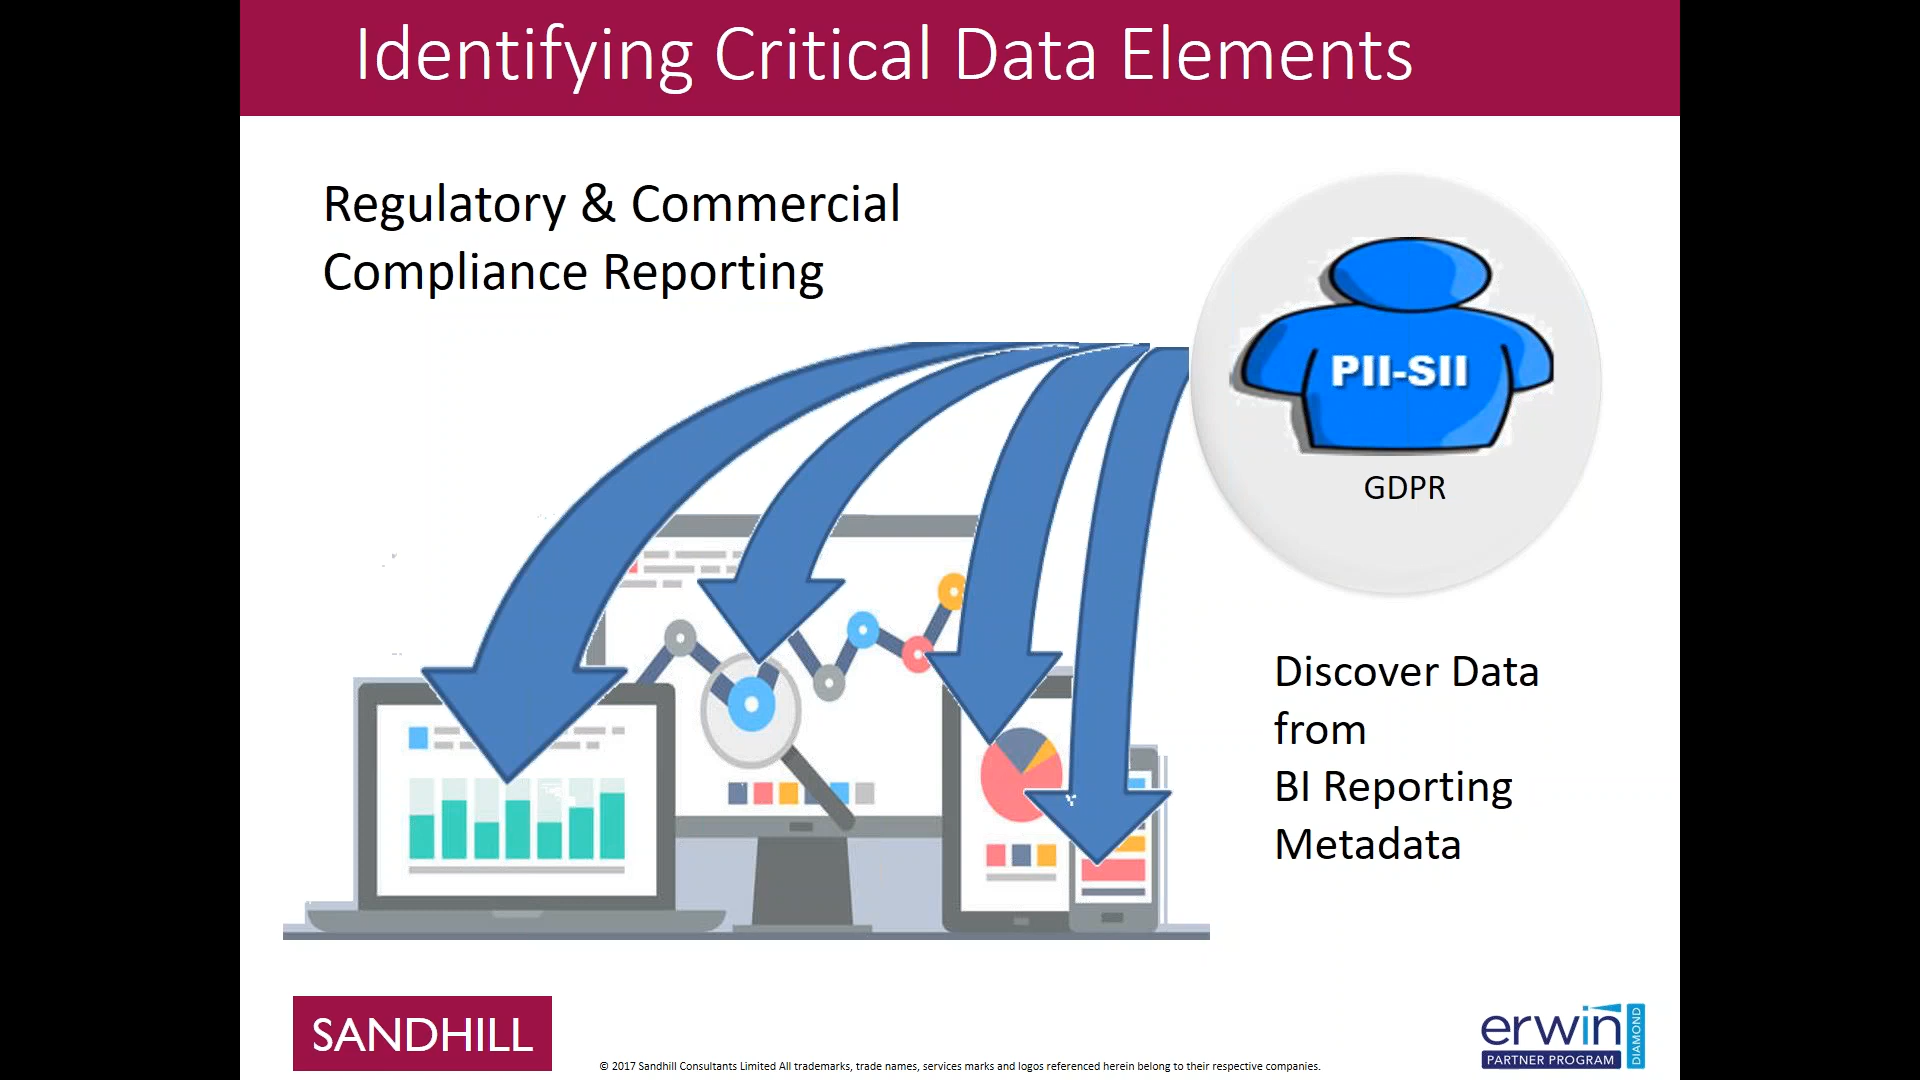 Identifying Critical Data Elements
Regulatory & Commercial
Compliance Reporting
PII-SII
GDPR
Discover Data
from
BI Reporting
Metadata
SANDHILL
© 2017 Sandhill Consultants Limited All trademarks, trade names, services marks and logos referenced herein belong to their respective companies.
erwin
PARTNER PROGRAM
DIAMOND